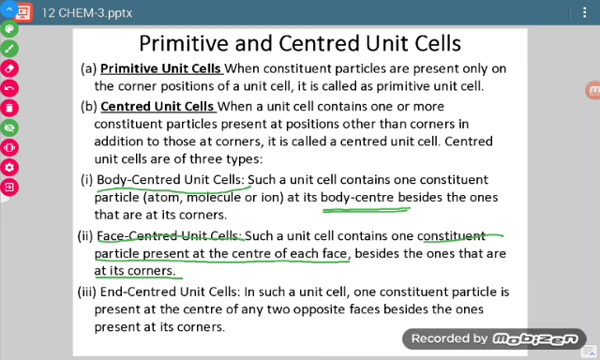 12 CHEM-3.pptx
Primitive and Centred Unit Cells
(a) Primitive Unit Cells When constituent particles are present only on
the corner positions of a unit cell, it is called as primitive unit cell.
(b) Centred Unit Cells When a unit cell contains one or more
constituent particles present at positions other than corners in
addition to those at corners, it is called a centred unit cell. Centred
unit cells are of three types:
(i) Body-Centred Unit Cells: Such a unit cell contains one constituent
particle (atom, molecule or ion) at its body-centre besides the ones
that are at its corners.
(ii) Face-Centred Unit Cells: Such a unit cell contains one constituent
particle present at the centre of each face, besides the ones that are
at its corners.
(iii) End-Centred Unit Cells: In such a unit cell, one constituent particle is
present at the centre of any two opposite faces besides the ones
present at its corners.
Recorded by mobizen